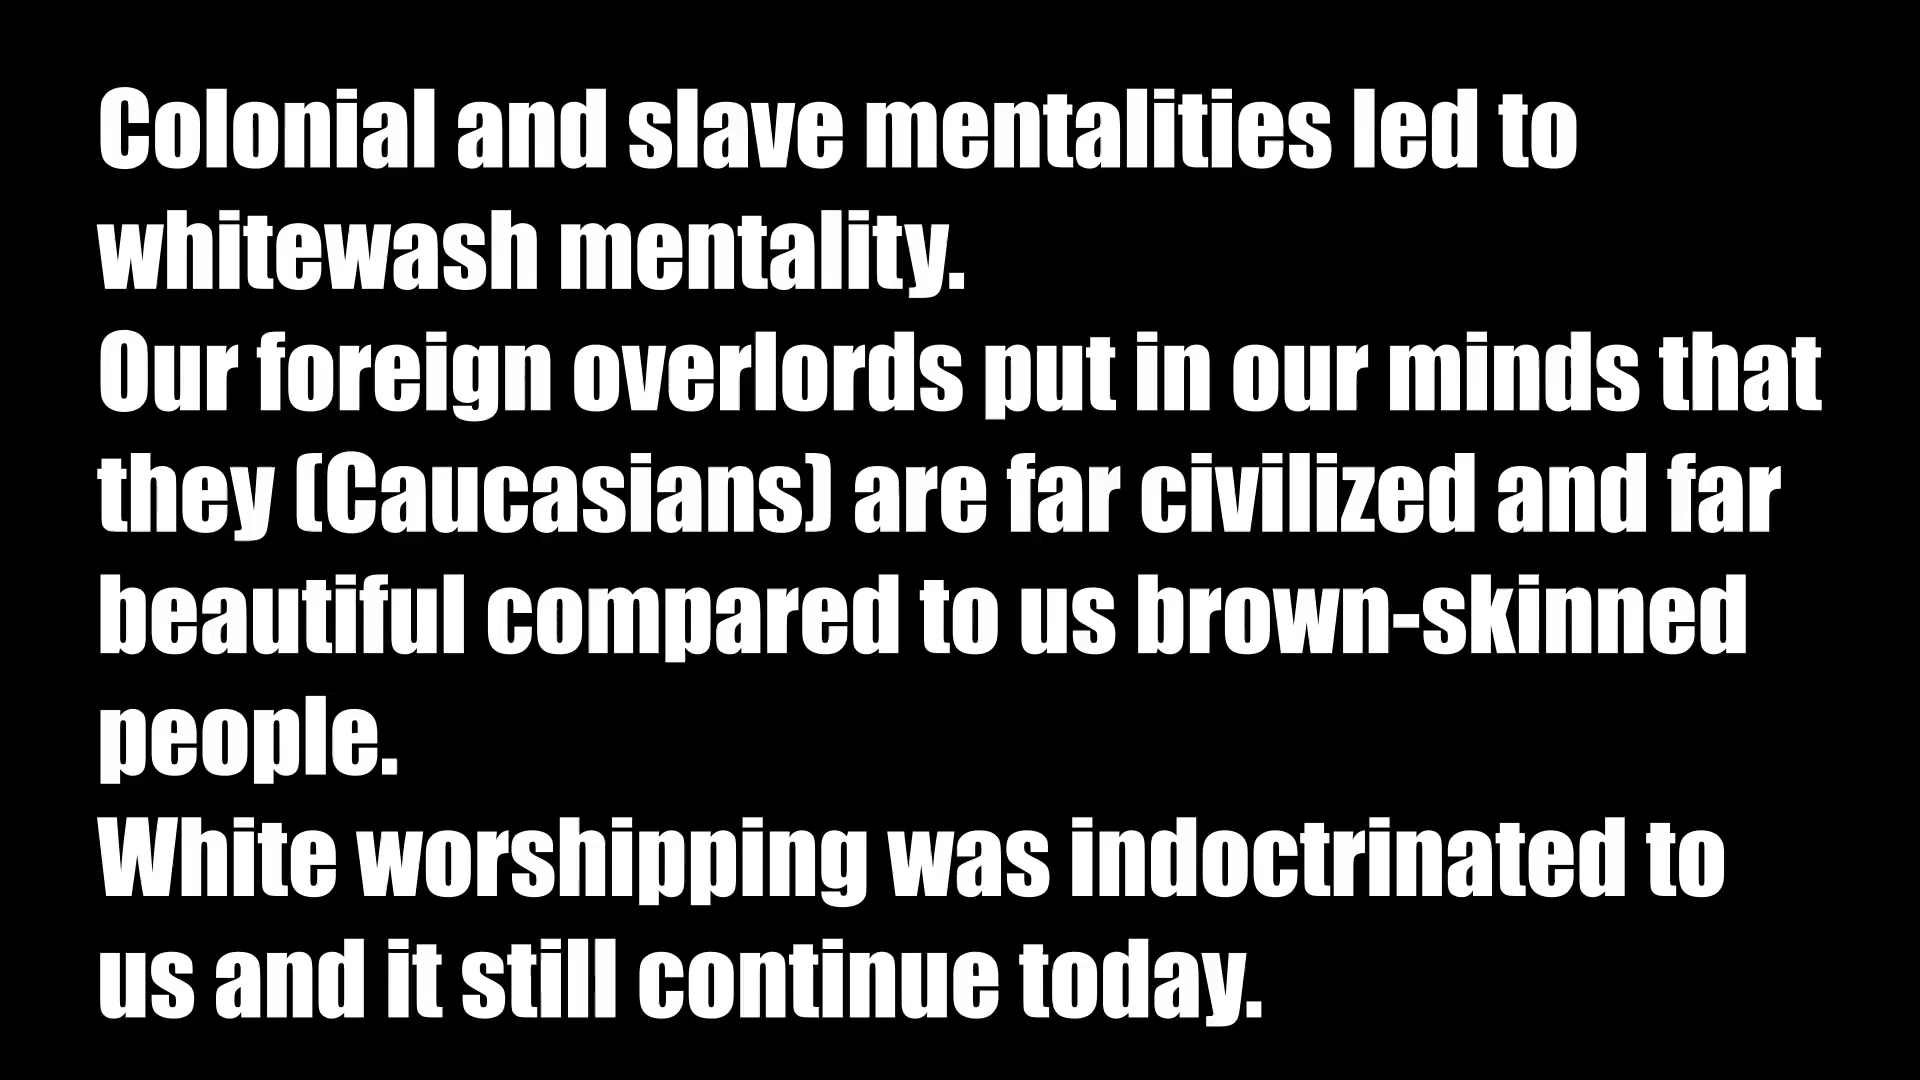 Colonial and slave mentalities led to
whitewash mentality.
Our foreign overlords put in our minds that
they (Caucasians) are far civilized and far
beautiful compared to us brown-skinned
people.
White worshipping was indoctrinated to
us and it still continue today.